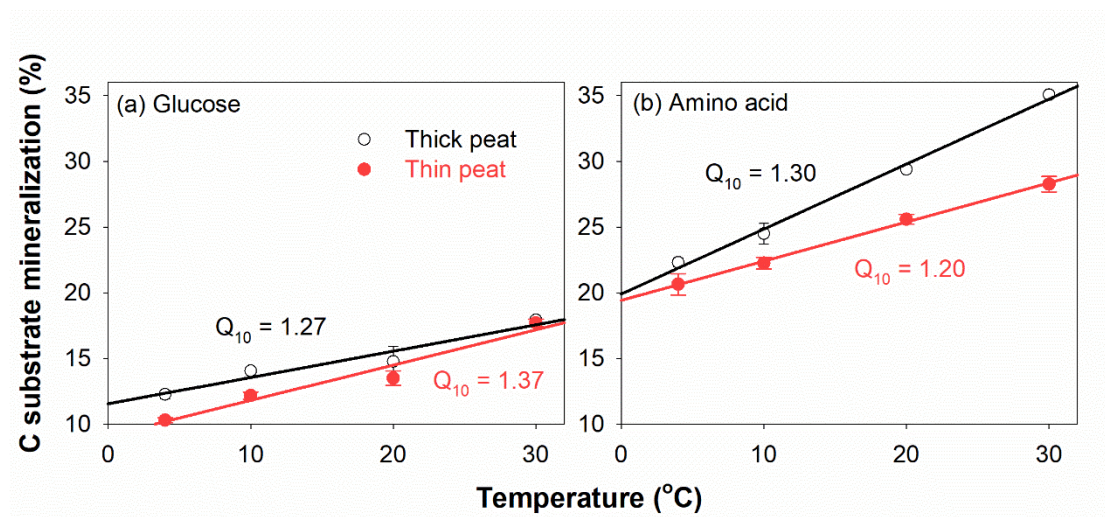 C substrate mineralization (%)
35
30
25
20
15
10
(a) Glucose
Thick peat
Thin peat
Q10 = 1.27
Q10 = 1.37
0
10
20
30
35
30
25
20
15
10
(b) Amino acid
Q10 = 1.30
Q10 = 1.20
0
10
20
30
Temperature (°C)